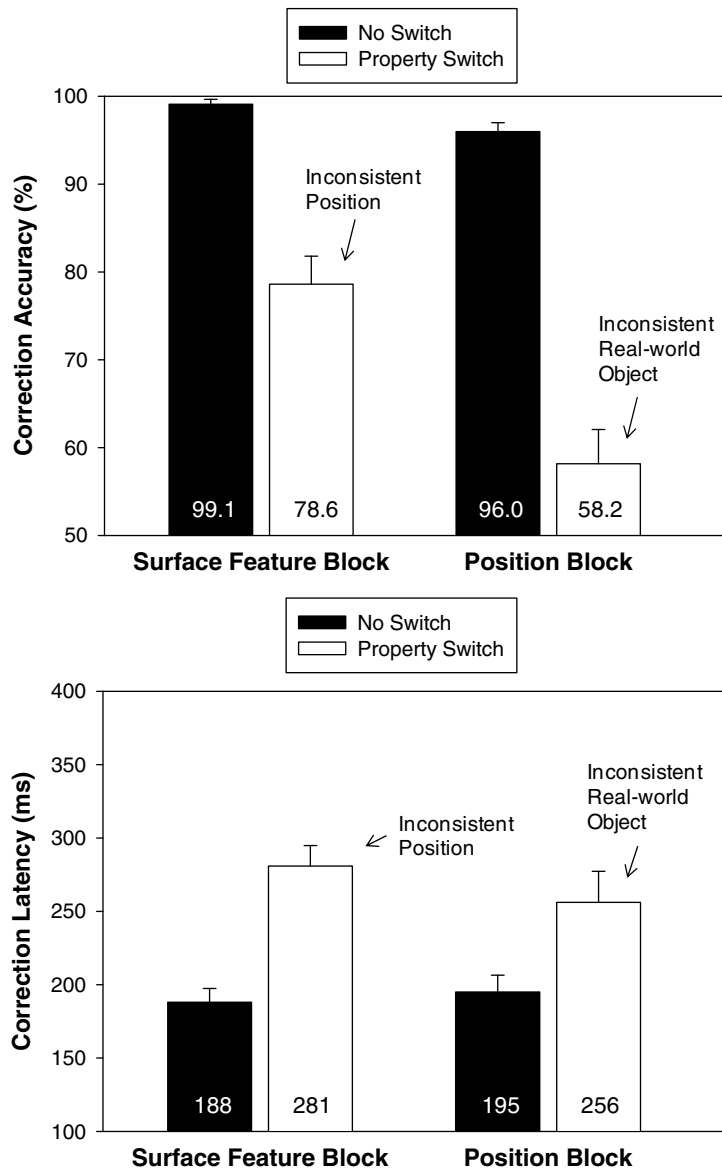 No Switch
Property Switch
Correction Accuracy (%)
100
90
80
70
60
50
Inconsistent
Position
Inconsistent
Real-world
Object
99.1
78.6
96.0
58.2
Surface Feature Block
Position Block
No Switch
Property Switch
Correction Latency (ms)
400
350
300
250
200
150
100
Inconsistent
Position
Inconsistent
Real-world
Object
188
281
195
256
Surface Feature Block
Position Block